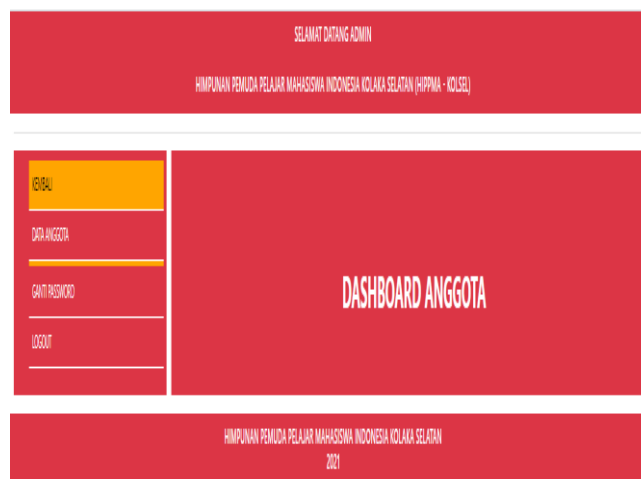 SELAMAT DATANG ADMIN
HIMPUNAN PEMUDA PELAJAR MAHASISWA INDONESIA KOLAKA SELATAN (HIPPMA - KOLSEL)
KEMBALI
DATA ANGGOTA
GANTI PASSWORD
LOGOUT
DASHBOARD ANGGOTA
HIMPUNAN PEMUDA PELAJAR MAHASISWA INDONESIA KOLAKA SELATAN
2021